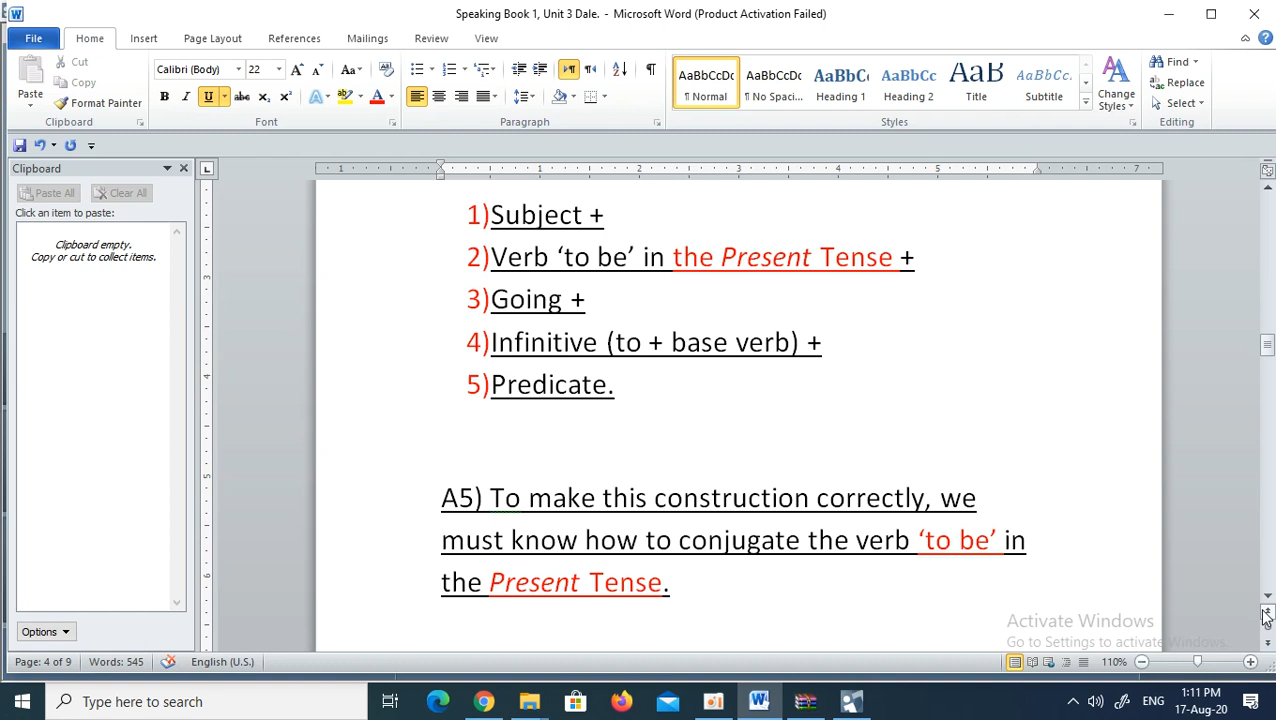 Speaking Book 1, Unit 3 Dale. - Microsoft Word (Product Activation Failed)
File Home Insert Page Layout References Mailings Review View
Paste
Cut
Copy
Format Painter
Clipboard
Calibri (Body) 22
B I U abc x₂ x²
Font
Paragraph
AaBbCcDc AaBbCcDc AaBbC AaBbCc AaB AaBbCc.
¶ Normal ¶ No Spaci... Heading 1 Heading 2 Title Subtitle
Change Styles
Styles
Find
Replace
Select
Editing
Clipboard
Paste All Clear All
Click an item to paste:
Clipboard empty.
Copy or cut to collect items.
Options
1)Subject +
2)Verb ‘to be’ in the Present Tense +
3)Going +
4)Infinitive (to + base verb) +
5)Predicate.
A5) To make this construction correctly, we
must know how to conjugate the verb ‘to be’ in
the Present Tense.
Activate Windows
Go to Settings to activate Windows.
Page: 4 of 9 Words: 545 English (U.S.) 110%
Type here to search
ENG
1:11 PM
17-Aug-20